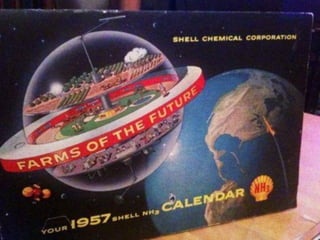 SHELL CHEMICAL CORPORATION
FARMS OF THE FUTURE
YOUR 1957 SHELL NH3 CALENDAR
NH3